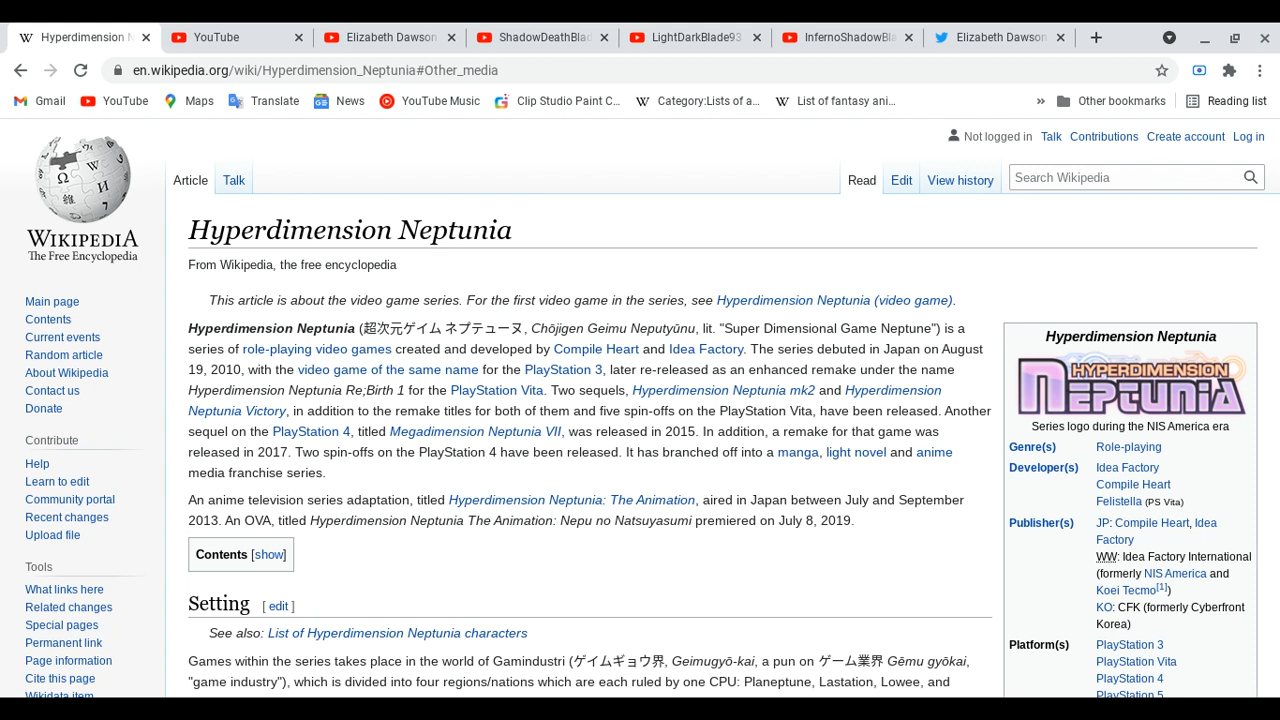 Hyperdimension N
YouTube
Elizabeth Dawson
ShadowDeathBlad
LightDarkBlade93
InfernoShadowBla
Elizabeth Dawson
en.wikipedia.org/wiki/Hyperdimension_Neptunia#Other_media
Gmail
YouTube
Maps
Translate
News
YouTube Music
Clip Studio Paint C...
Category:Lists of a...
List of fantasy ani...
»
Other bookmarks
Reading list
Not logged in Talk Contributions Create account Log in
Article Talk
Read Edit View history
Search Wikipedia
WIKIPEDIA
The Free Encyclopedia
Main page
Contents
Current events
Random article
About Wikipedia
Contact us
Donate
Contribute
Help
Learn to edit
Community portal
Recent changes
Upload file
Tools
What links here
Related changes
Special pages
Permanent link
Page information
Cite this page
Wikidata item
Hyperdimension Neptunia
From Wikipedia, the free encyclopedia
This article is about the video game series. For the first video game in the series, see Hyperdimension Neptunia (video game).
Hyperdimension Neptunia (超次元ゲイム ネプテューヌ, Chōjigen Geimu Neputyūnu, lit. "Super Dimensional Game Neptune") is a
series of role-playing video games created and developed by Compile Heart and Idea Factory. The series debuted in Japan on August
19, 2010, with the video game of the same name for the PlayStation 3, later re-released as an enhanced remake under the name
Hyperdimension Neptunia Re;Birth 1 for the PlayStation Vita. Two sequels, Hyperdimension Neptunia mk2 and Hyperdimension
Neptunia Victory, in addition to the remake titles for both of them and five spin-offs on the PlayStation Vita, have been released. Another
sequel on the PlayStation 4, titled Megadimension Neptunia VII, was released in 2015. In addition, a remake for that game was
released in 2017. Two spin-offs on the PlayStation 4 have been released. It has branched off into a manga, light novel and anime
media franchise series.
An anime television series adaptation, titled Hyperdimension Neptunia: The Animation, aired in Japan between July and September
2013. An OVA, titled Hyperdimension Neptunia The Animation: Nepu no Natsuyasumi premiered on July 8, 2019.
Contents [show]
Setting [ edit ]
See also: List of Hyperdimension Neptunia characters
Games within the series takes place in the world of Gamindustri (ゲイムギョウ界, Geimugyō-kai, a pun on ゲーム業界 Gēmu gyōkai,
"game industry"), which is divided into four regions/nations which are each ruled by one CPU: Planeptune, Lastation, Lowee, and
Hyperdimension Neptunia
HYPERDIMENSION
Neptunia
Series logo during the NIS America era
Genre(s) Role-playing
Developer(s) Idea Factory
Compile Heart
Felistella (PS Vita)
Publisher(s) JP: Compile Heart, Idea
Factory
WW: Idea Factory International
(formerly NIS America and
Koei Tecmo[1])
KO: CFK (formerly Cyberfront
Korea)
Platform(s) PlayStation 3
PlayStation Vita
PlayStation 4
PlayStation 5